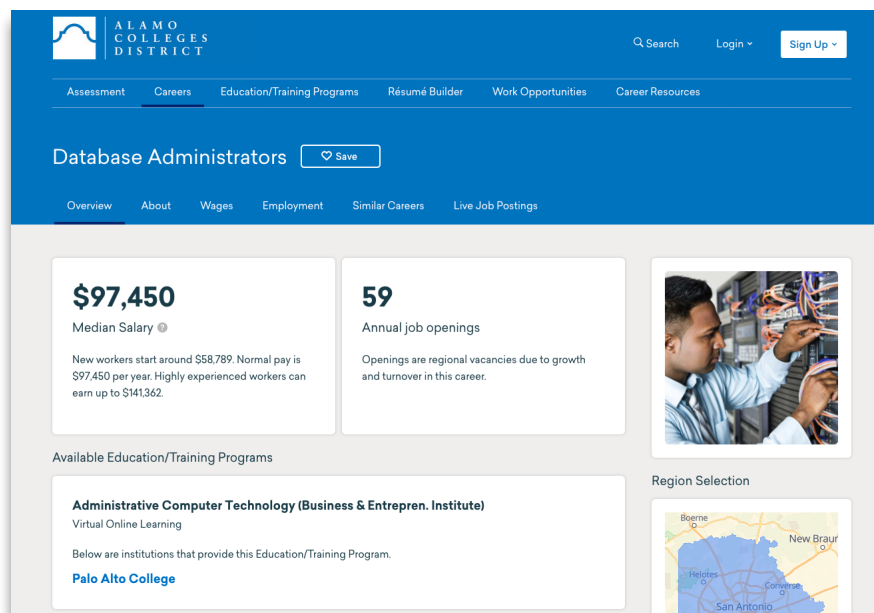 ALAMO
COLLEGES
DISTRICT
Search
Login
Sign Up
Assessment
Careers
Education/Training Programs
Résumé Builder
Work Opportunities
Career Resources
Database Administrators
Save
Overview
About
Wages
Employment
Similar Careers
Live Job Postings
$97,450
Median Salary
New workers start around $58,789. Normal pay is
$97,450 per year. Highly experienced workers can
earn up to $141,362.
59
Annual job openings
Openings are regional vacancies due to growth
and turnover in this career.
Available Education/Training Programs
Administrative Computer Technology (Business & Entrepren. Institute)
Virtual Online Learning
Below are institutions that provide this Education/Training Program.
Palo Alto College
Region Selection
Boerne
New Braun
Helotes
Converse
San Antonio